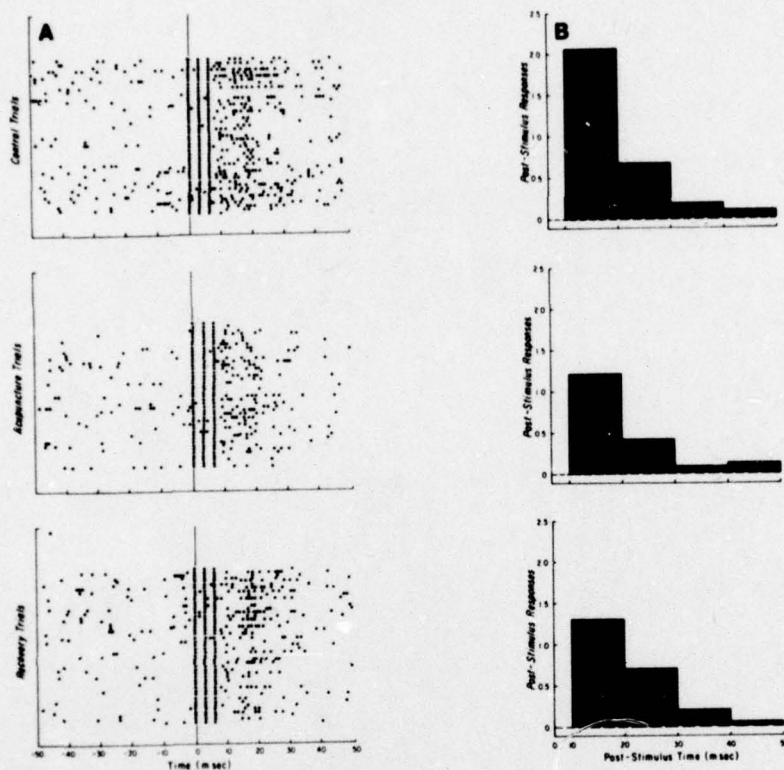 A
Control Trials
B
Post-Stimulus Responses
2.5
2.0
1.5
1.0
0.5
0
Acupuncture Trials
Post-Stimulus Responses
2.5
2.0
1.5
1.0
0.5
0
Recovery Trials
-50 -40 -30 -20 -10 0 10 20 30 40 50
Time (msec)
Post-Stimulus Responses
2.5
2.0
1.5
1.0
0.5
0
0 10 20 30 40 50
Post-Stimulus Time (msec)